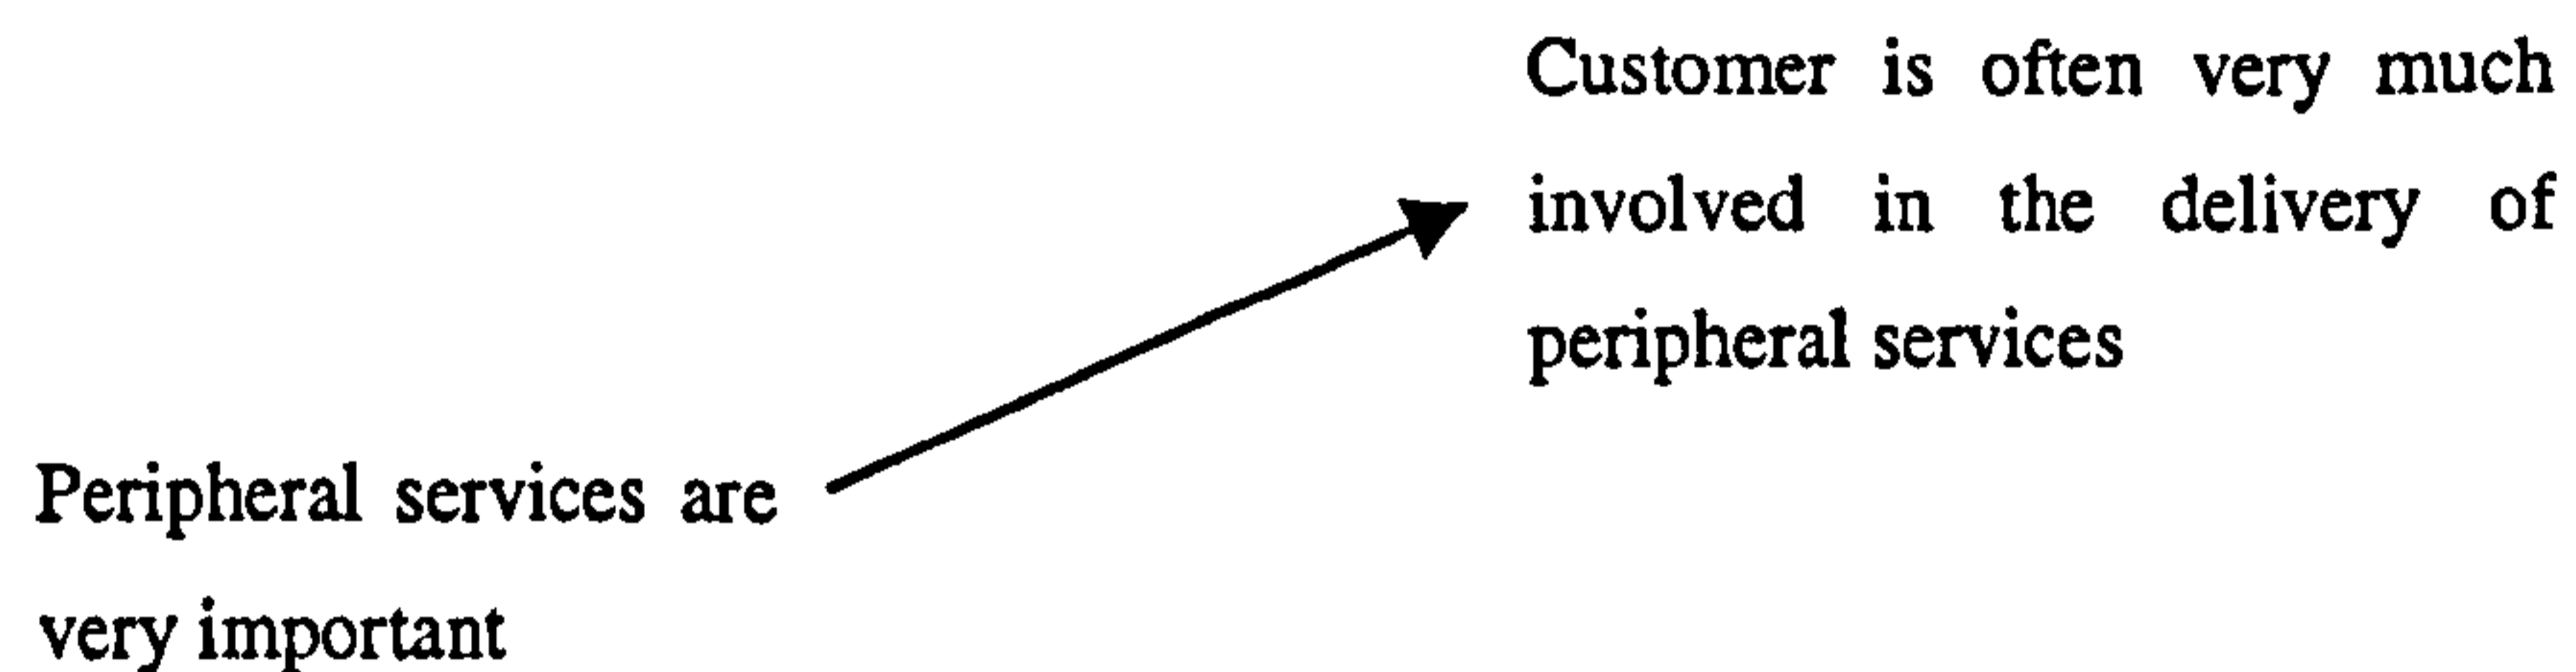 Customer is often very much
involved in the delivery of
peripheral services
Peripheral services are
very important